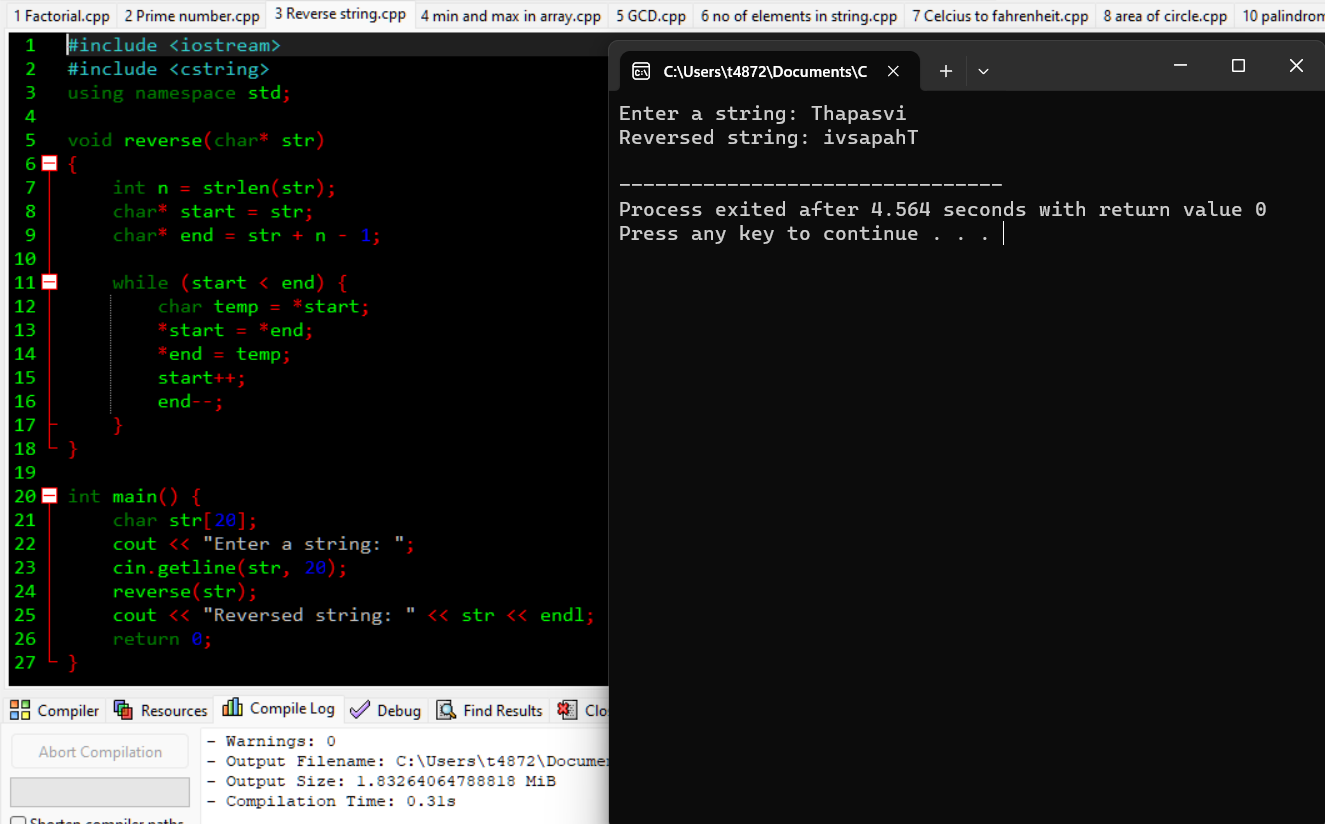 1 Factorial.cpp 2 Prime number.cpp 3 Reverse string.cpp 4 min and max in array.cpp 5 GCD.cpp 6 no of elements in string.cpp 7 Celcius to fahrenheit.cpp 8 area of circle.cpp 10 palindrom
1 #include <iostream>
2 #include <cstring>
3 using namespace std;
4
5 void reverse(char* str)
6 {
7 int n = strlen(str);
8 char* start = str;
9 char* end = str + n - 1;
10
11 while (start < end) {
12 char temp = *start;
13 *start = *end;
14 *end = temp;
15 start++;
16 end--;
17 }
18 }
19
20 int main() {
21 char str[20];
22 cout << "Enter a string: ";
23 cin.getline(str, 20);
24 reverse(str);
25 cout << "Reversed string: " << str << endl;
26 return 0;
27 }
C:\Users\t4872\Documents\C
Enter a string: Thapasvi
Reversed string: ivsapahT
--------------------------------
Process exited after 4.564 seconds with return value 0
Press any key to continue . . .
Compiler Resources Compile Log Debug Find Results Clo
Abort Compilation
- Warnings: 0
- Output Filename: C:\Users\t4872\Docume
- Output Size: 1.83264064788818 MiB
- Compilation Time: 0.31s
Shorten compiler paths